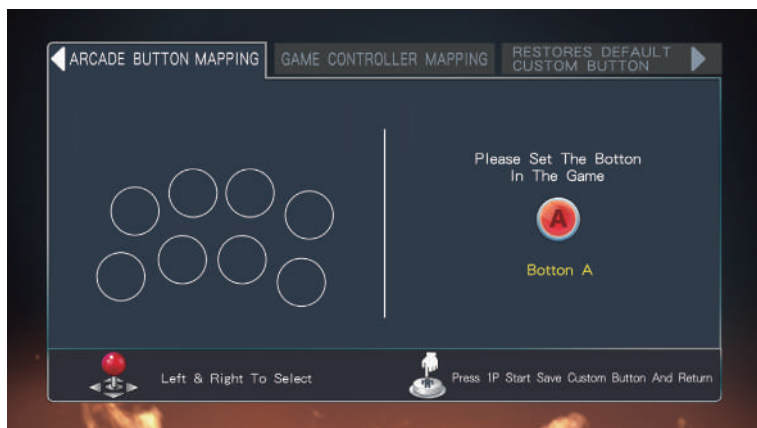 ARCADE BUTTON MAPPING
GAME CONTROLLER MAPPING
RESTORES DEFAULT
CUSTOM BUTTON
Please Set The Botton
In The Game
A
Botton A
Left & Right To Select
Press 1P Start Save Custom Button And Return